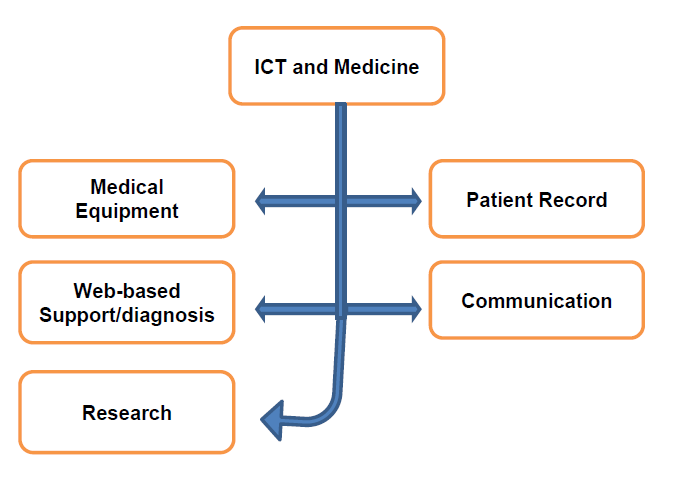 ICT and Medicine
Medical
Equipment
Patient Record
Web-based
Support/diagnosis
Communication
Research